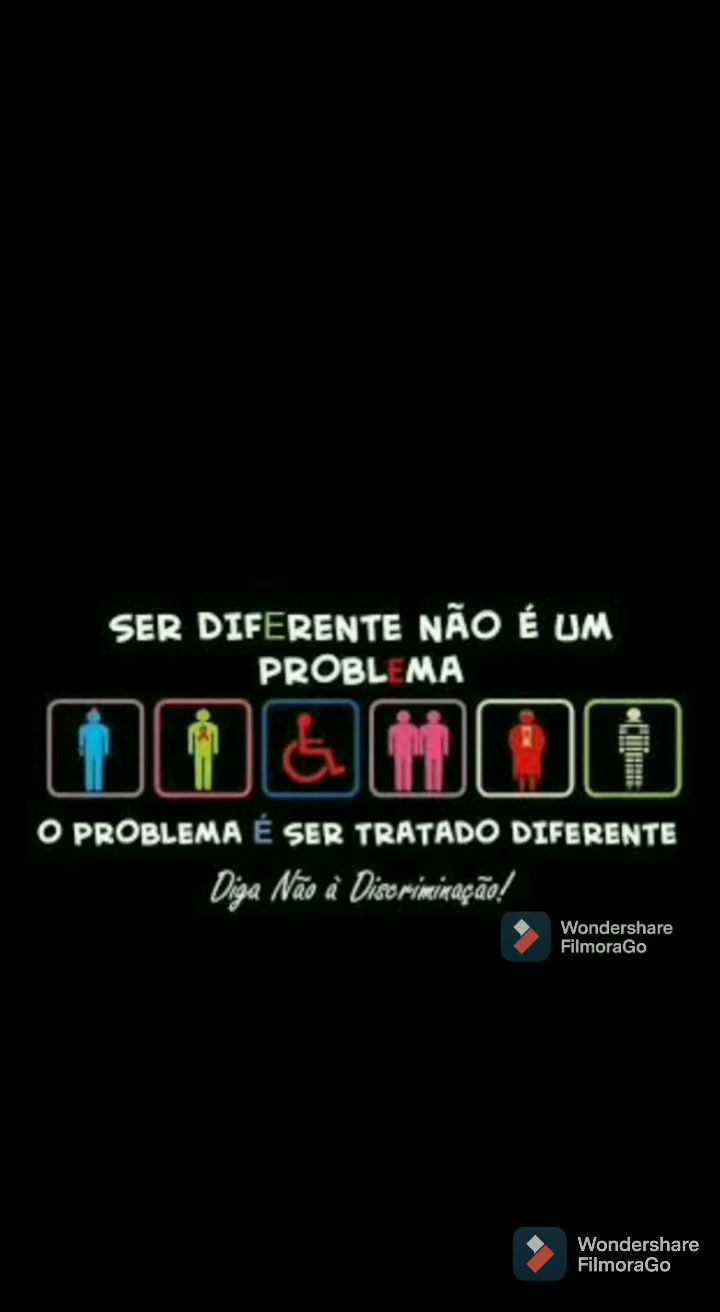 SER DIFERENTE NÃO É UM
PROBLEMA
O PROBLEMA É SER TRATADO DIFERENTE
Diga Não à Discriminação!
Wondershare
FilmoraGo
Wondershare
FilmoraGo